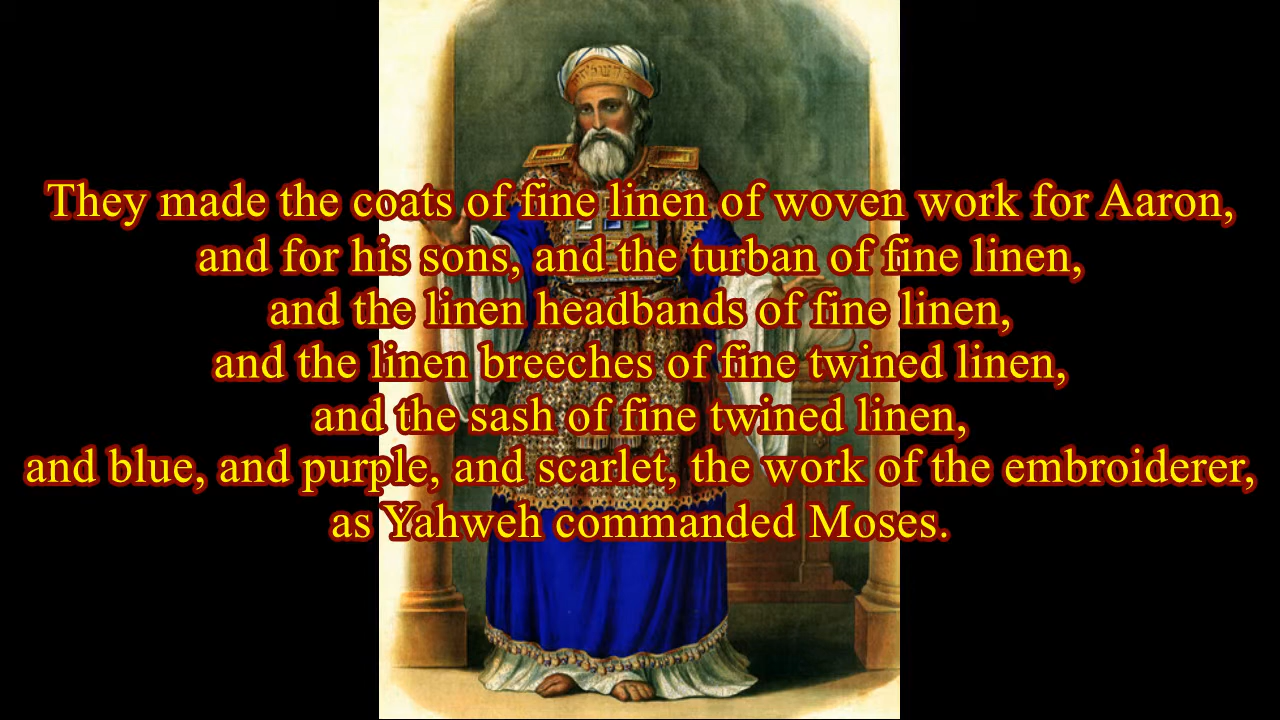 They made the coats of fine linen of woven work for Aaron,
and for his sons, and the turban of fine linen,
and the linen headbands of fine linen,
and the linen breeches of fine twined linen,
and the sash of fine twined linen,
and blue, and purple, and scarlet, the work of the embroiderer,
as Yahweh commanded Moses.